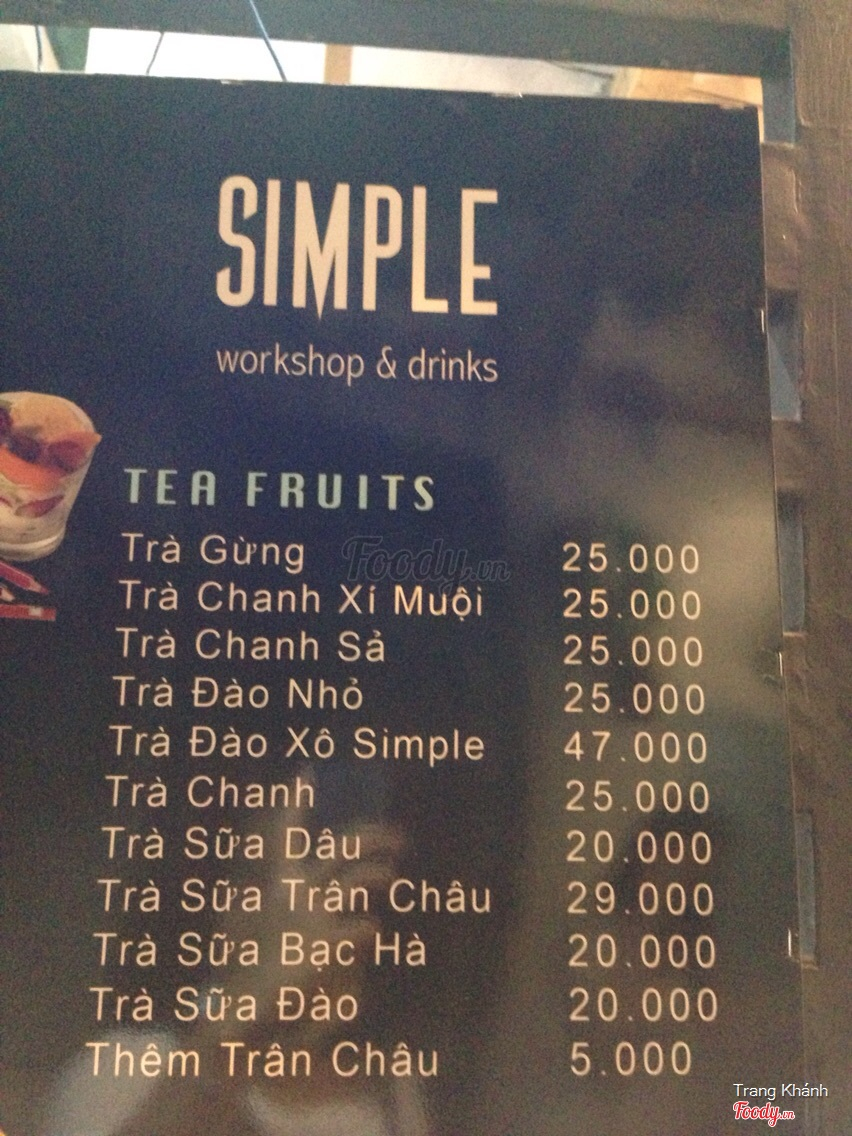 SIMPLE
workshop & drinks
TEA FRUITS
Trà Gừng 25.000
Trà Chanh Xí Muội 25.000
Trà Chanh Sả 25.000
Trà Đào Nhỏ 25.000
Trà Đào Xô Simple 47.000
Trà Chanh 25.000
Trà Sữa Dâu 20.000
Trà Sữa Trân Châu 29.000
Trà Sữa Bạc Hà 20.000
Trà Sữa Đào 20.000
Thêm Trân Châu 5.000
Foody.vn
Trang Khánh
Foody.vn